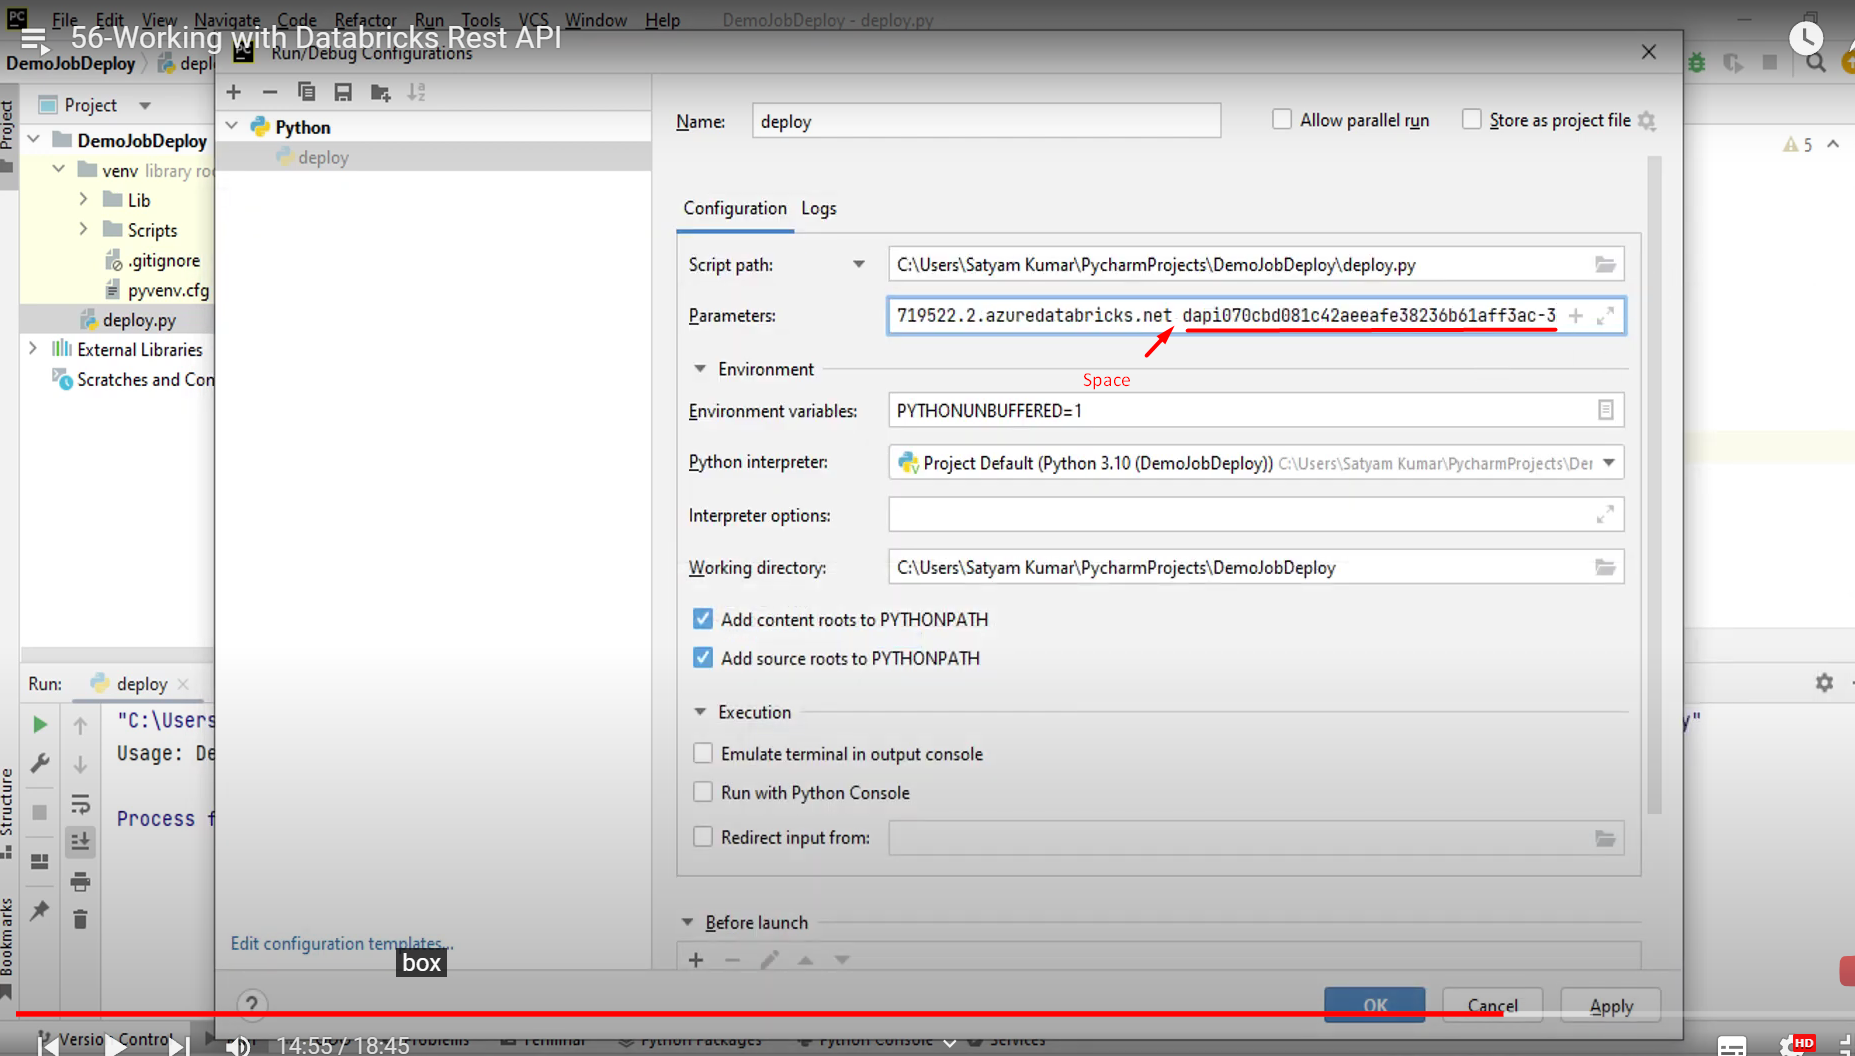 File Edit View Navigate Code Refactor Run Tools VCS Window Help DemoJobDeploy - deploy.py
56-Working with Databricks Rest API
Run/Debug Configurations
DemoJobDeploy
Project
Project
DemoJobDeploy
venv library
Lib
Scripts
.gitignore
pyvenv.cfg
deploy.py
External Libraries
Scratches and
Python
deploy
Name: deploy
Allow parallel run
Store as project file
5
Configuration Logs
Script path: C:\Users\Satyam Kumar\PycharmProjects\DemoJobDeploy\deploy.py
Parameters: 719522.2.azuredatabricks.net dapi070cbd081c42aeeafe38236b61aff3ac-3
Space
Environment
Environment variables: PYTHONUNBUFFERED=1
Python interpreter: Project Default (Python 3.10 (DemoJobDeploy)) C:\Users\Satyam Kumar\PycharmProjects\
Interpreter options:
Working directory: C:\Users\Satyam Kumar\PycharmProjects\DemoJobDeploy
Add content roots to PYTHONPATH
Add source roots to PYTHONPATH
Execution
Emulate terminal in output console
Run with Python Console
Redirect input from:
Before launch
Run: deploy
"C:\Users
Usage:
Process
Structure
Bookmarks
Edit configuration templates...
box
?
OK Cancel Apply
Version Control
Terminal
Python Packages
Python Console
Services
14:55 / 18:45
HD